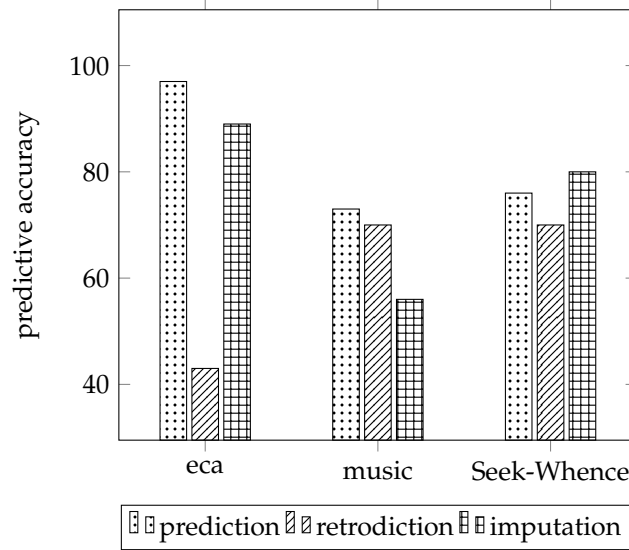 100
80
60
40
predictive accuracy
eca music Seek-Whence
prediction retrodiction imputation